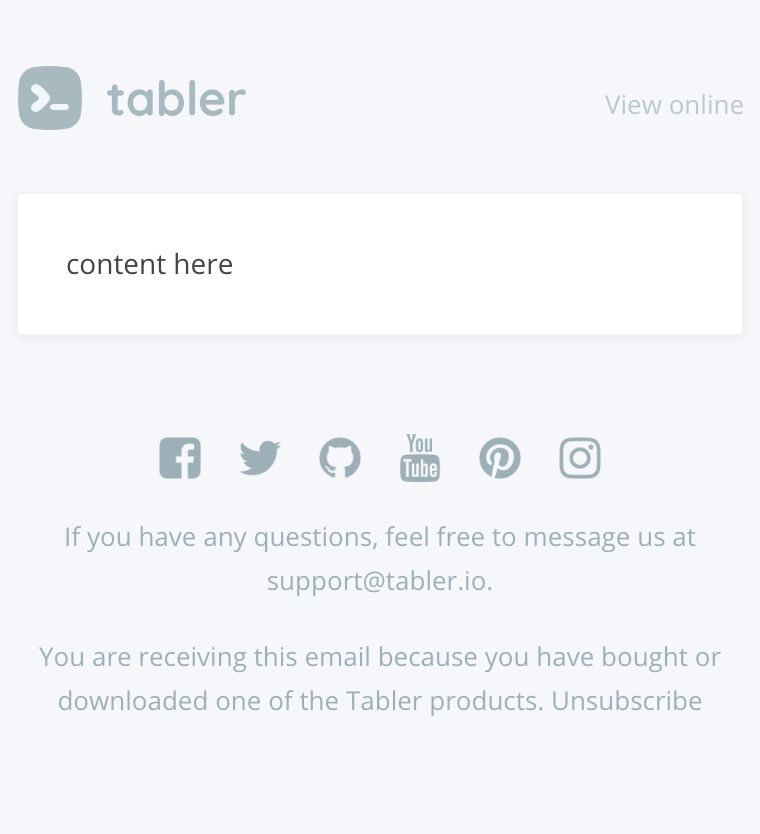 tabler
View online
content here
You
Tube
If you have any questions, feel free to message us at
support@tabler.io.
You are receiving this email because you have bought or
downloaded one of the Tabler products. Unsubscribe